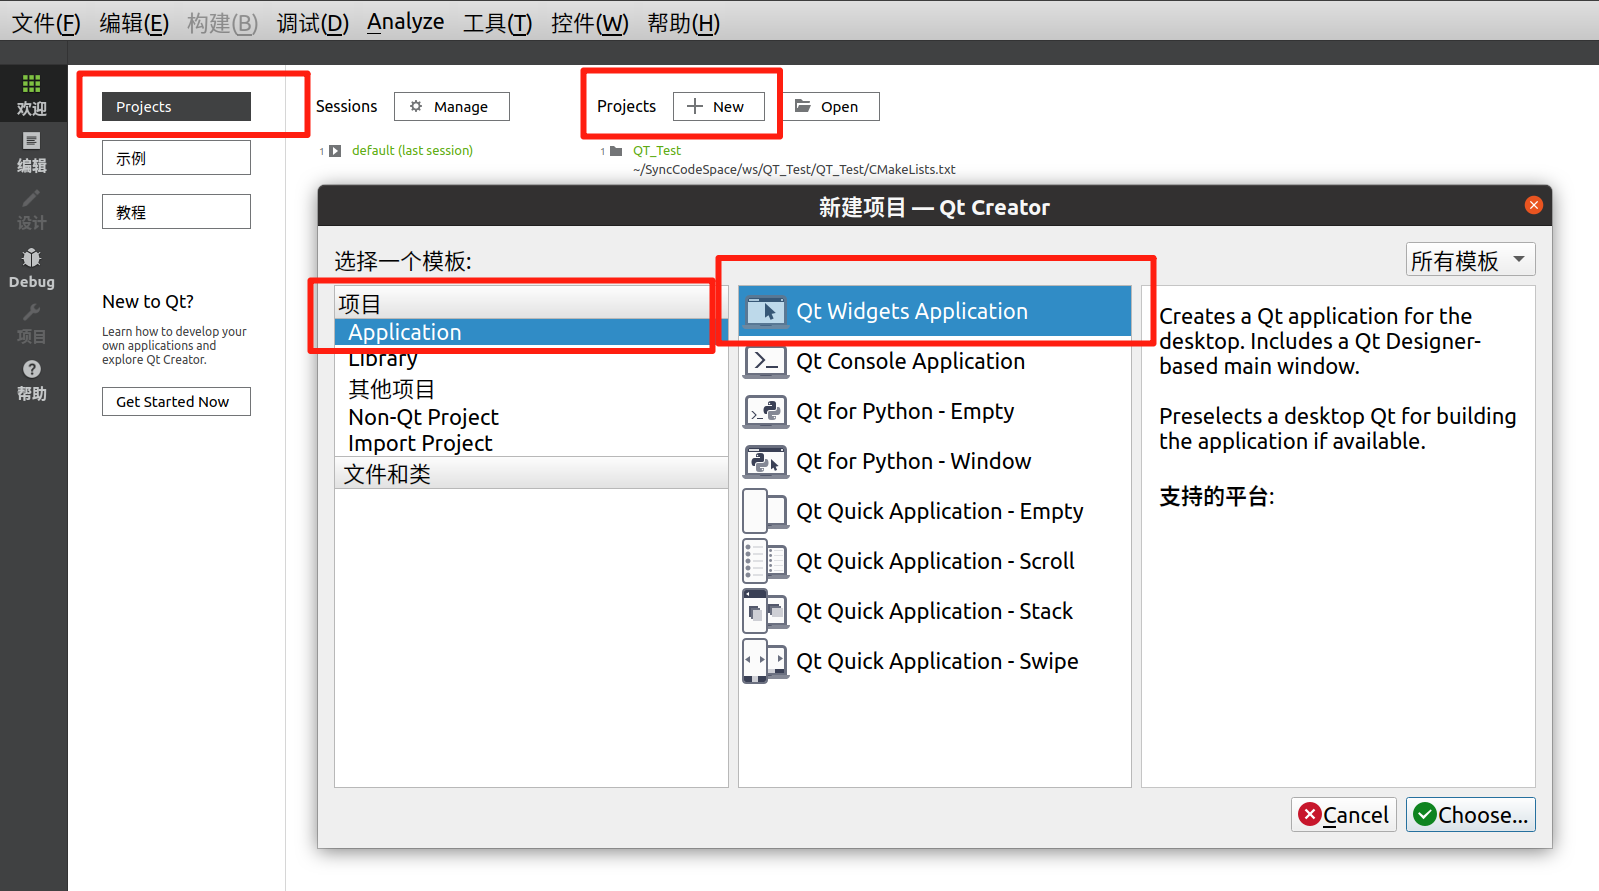 文件(F) 编辑(E) 构建(B) 调试(D) Analyze 工具(T) 控件(W) 帮助(H)
欢迎
编辑
设计
Debug
项目
帮助
Projects
示例
教程
New to Qt?
Learn how to develop your
own applications and
explore Qt Creator.
Get Started Now
Sessions Manage
1 default (last session)
Projects New Open
1 QT_Test
~/SyncCodeSpace/ws/QT_Test/QT_Test/CMakeLists.txt
新建项目 — Qt Creator
选择一个模板:
所有模板
项目
Application
Library
其他项目
Non-Qt Project
Import Project
文件和类
Qt Widgets Application
Qt Console Application
Qt for Python - Empty
Qt for Python - Window
Qt Quick Application - Empty
Qt Quick Application - Scroll
Qt Quick Application - Stack
Qt Quick Application - Swipe
Creates a Qt application for the
desktop. Includes a Qt Designer-
based main window.
Preselects a desktop Qt for building
the application if available.
支持的平台:
Cancel
Choose...